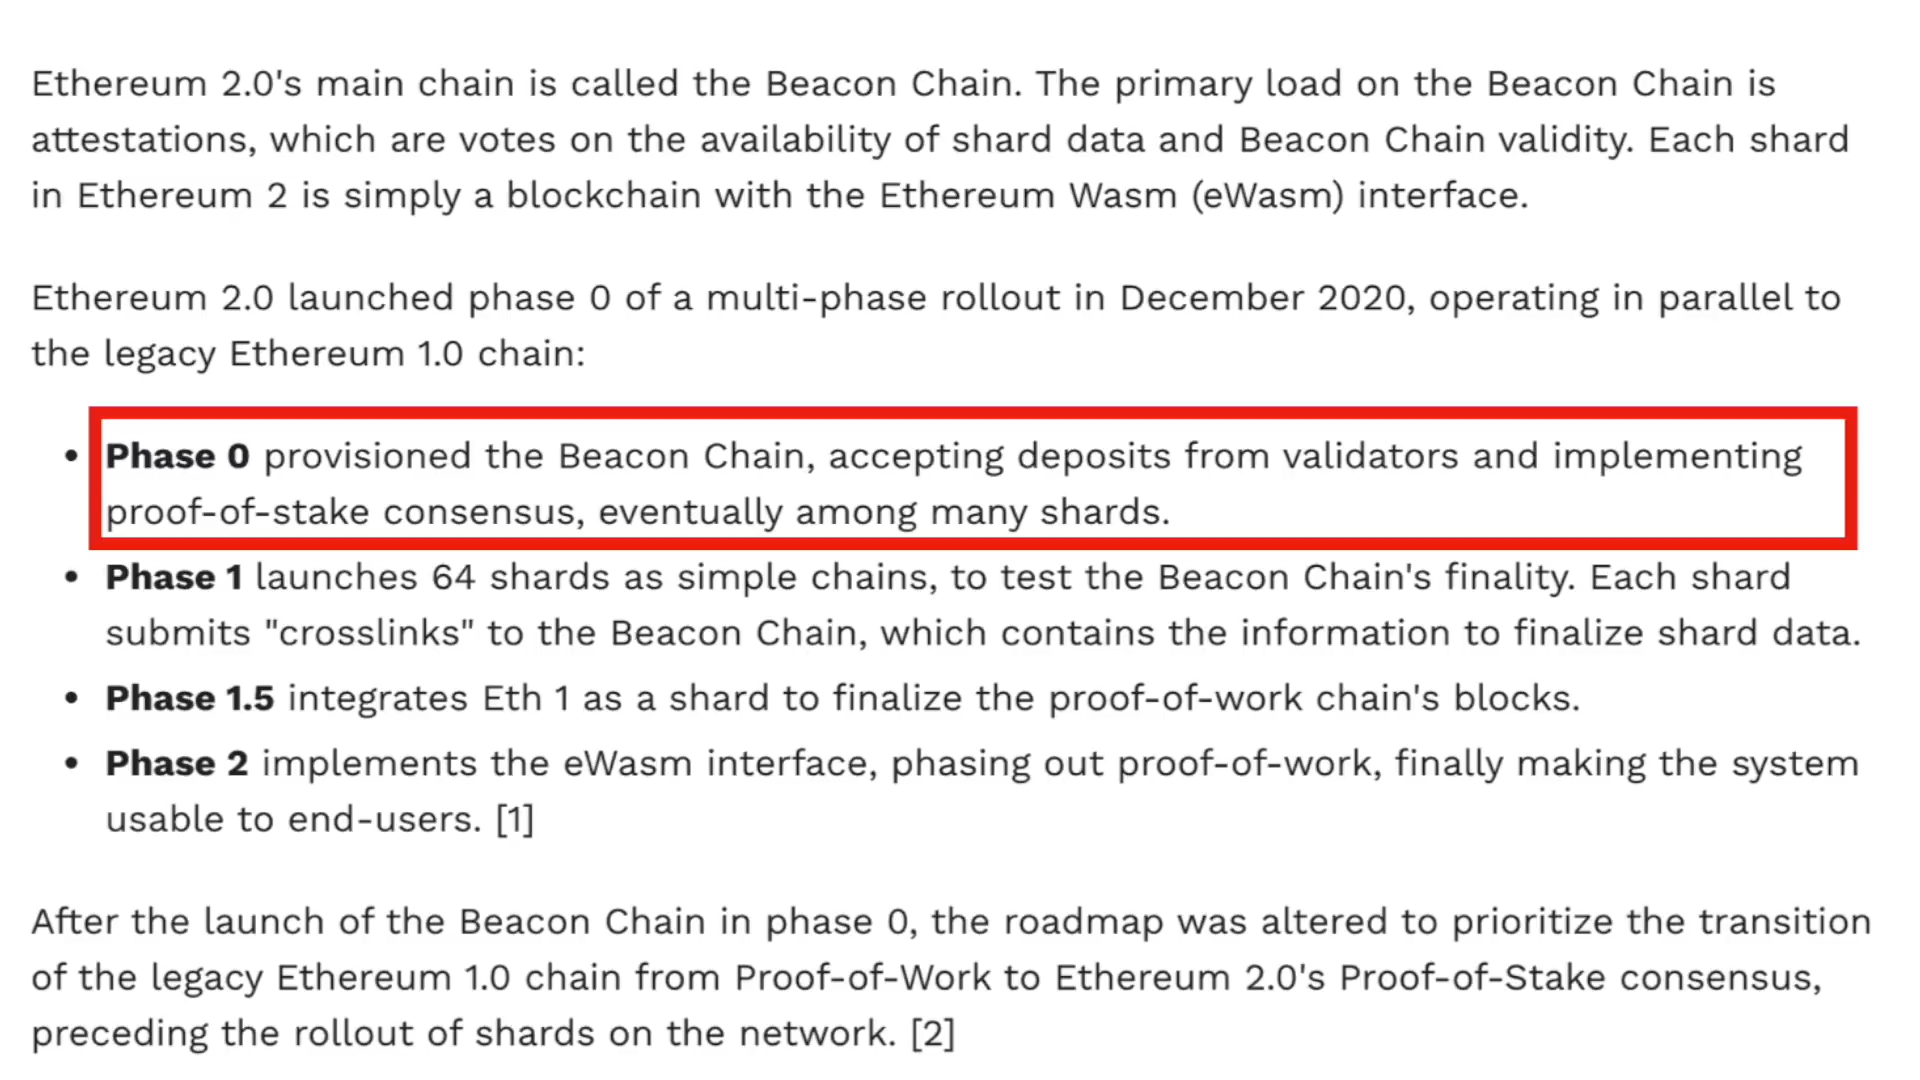 Ethereum 2.0's main chain is called the Beacon Chain. The primary load on the Beacon Chain is
attestations, which are votes on the availability of shard data and Beacon Chain validity. Each shard
in Ethereum 2 is simply a blockchain with the Ethereum Wasm (eWasm) interface.
Ethereum 2.0 launched phase 0 of a multi-phase rollout in December 2020, operating in parallel to
the legacy Ethereum 1.0 chain:
• Phase 0 provisioned the Beacon Chain, accepting deposits from validators and implementing
proof-of-stake consensus, eventually among many shards.
• Phase 1 launches 64 shards as simple chains, to test the Beacon Chain's finality. Each shard
submits "crosslinks" to the Beacon Chain, which contains the information to finalize shard data.
• Phase 1.5 integrates Eth 1 as a shard to finalize the proof-of-work chain's blocks.
• Phase 2 implements the eWasm interface, phasing out proof-of-work, finally making the system
usable to end-users. [1]
After the launch of the Beacon Chain in phase 0, the roadmap was altered to prioritize the transition
of the legacy Ethereum 1.0 chain from Proof-of-Work to Ethereum 2.0's Proof-of-Stake consensus,
preceding the rollout of shards on the network. [2]